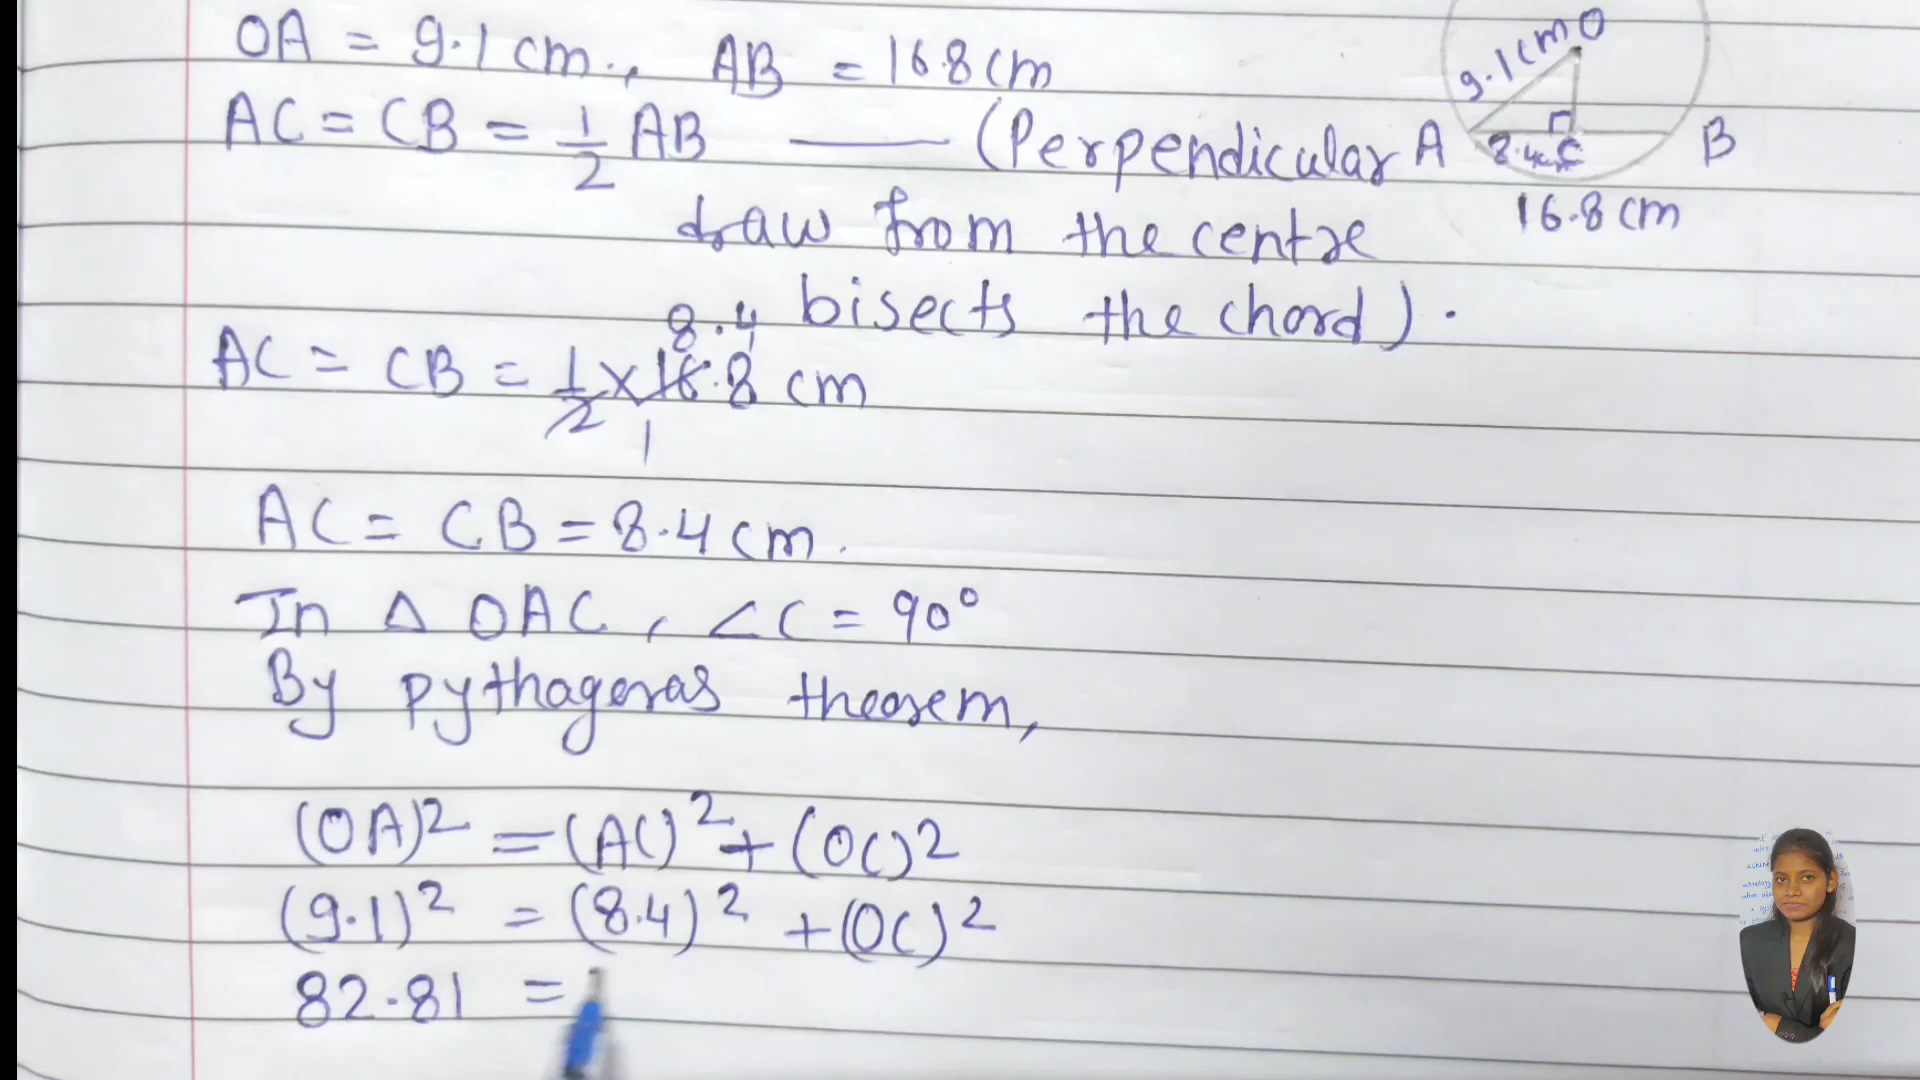 OA = 9.1 cm., AB = 16.8 cm
AC = CB = 1/2 AB —— (Perpendicular
draw from the centre
bisects the chord).
8.4
AC = CB = 1/2 × 16.8 cm
1
AC = CB = 8.4 cm.
In Δ OAC, ∠C = 90°
By pythagoras theorem,
(OA)² = (AC)² + (OC)²
(9.1)² = (8.4)² + (OC)²
82.81 =
9.1cm O
A 8.4cm C B
16.8 cm